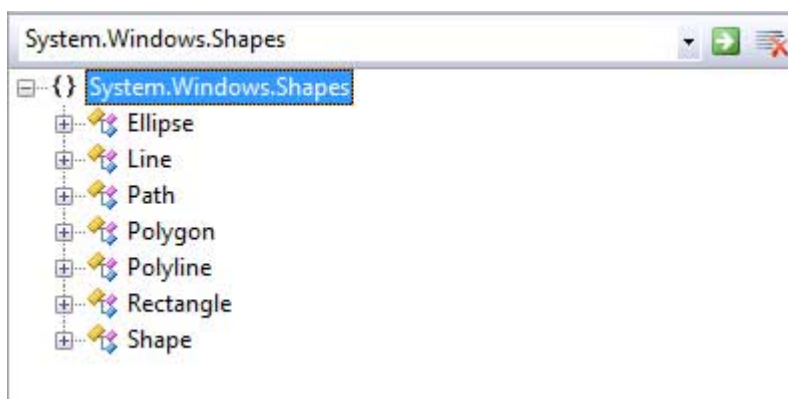 System.Windows.Shapes
{} System.Windows.Shapes
Ellipse
Line
Path
Polygon
Polyline
Rectangle
Shape